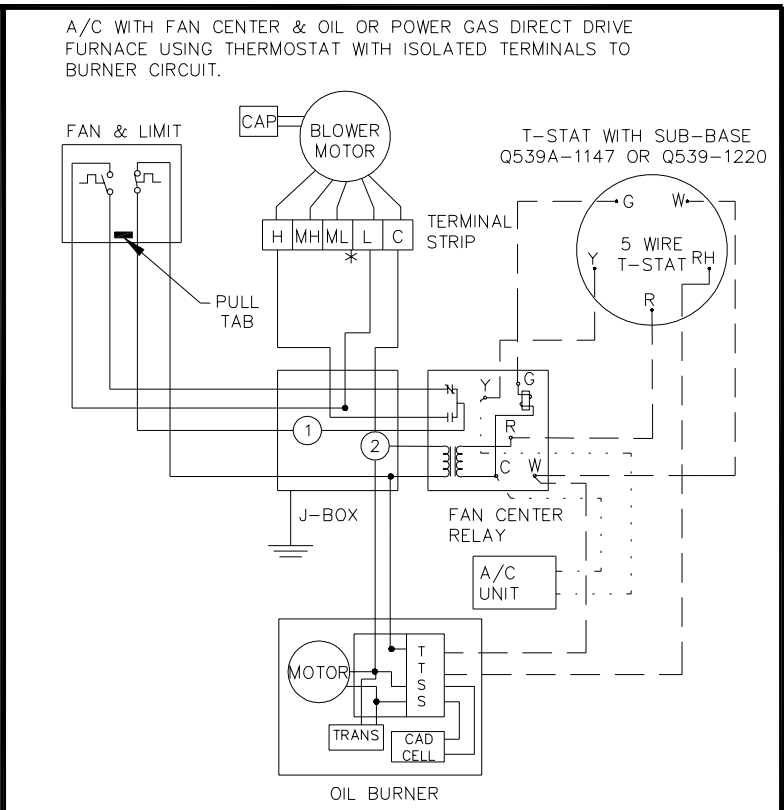 A/C WITH FAN CENTER & OIL OR POWER GAS DIRECT DRIVE
FURNACE USING THERMOSTAT WITH ISOLATED TERMINALS TO
BURNER CIRCUIT.
CAP
BLOWER
MOTOR
FAN & LIMIT
T-STAT WITH SUB-BASE
Q539A-1147 OR Q539-1220
G
W
H
MH
ML
L
C
*
TERMINAL
STRIP
5 WIRE
T-STAT
Y
RH
R
PULL
TAB
Y
G
R
C
W
1
2
J-BOX
FAN CENTER
RELAY
A/C
UNIT
MOTOR
T
T
S
S
TRANS
CAD
CELL
OIL BURNER